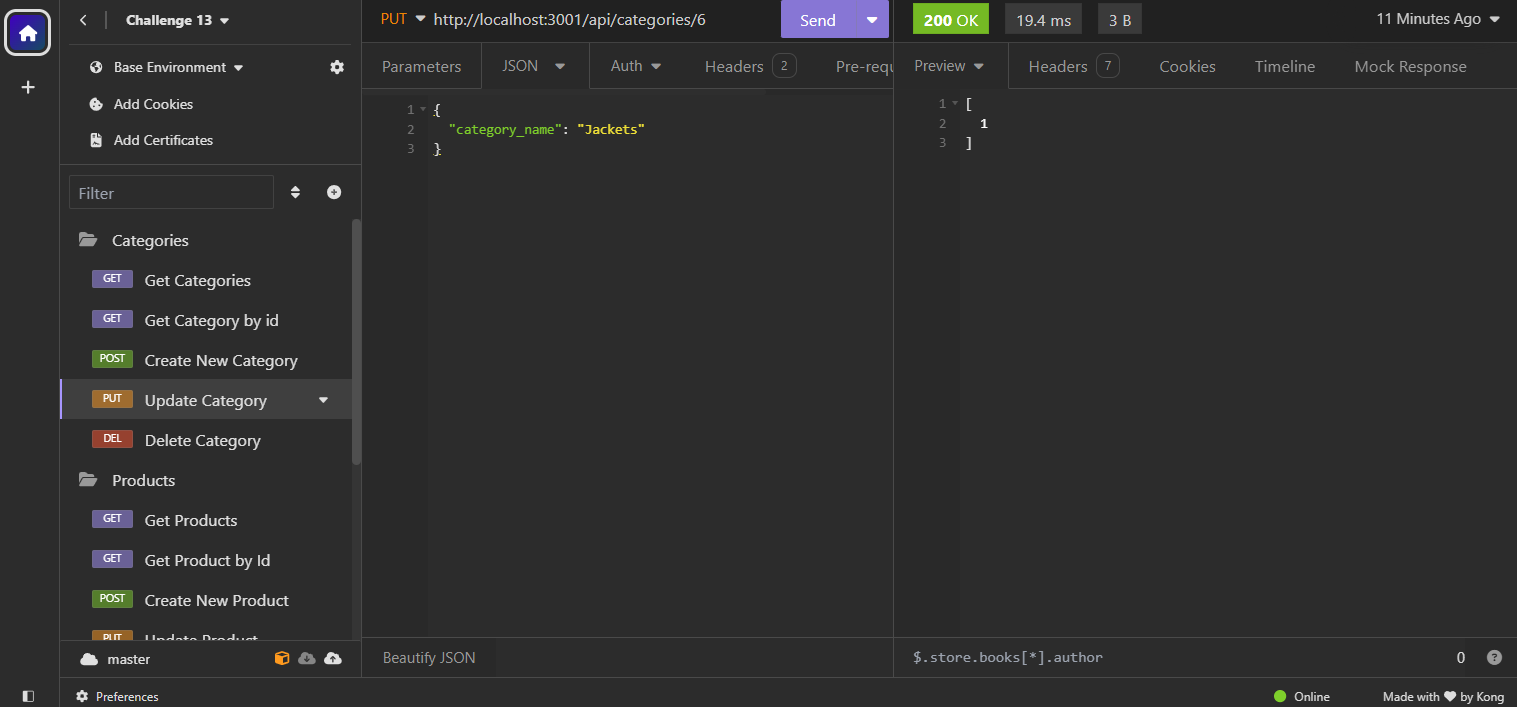 Challenge 13
PUT http://localhost:3001/api/categories/6
Send
200 OK
19.4 ms
3 B
11 Minutes Ago
Base Environment
Add Cookies
Add Certificates
Filter
Categories
GET Get Categories
GET Get Category by id
POST Create New Category
PUT Update Category
DEL Delete Category
Products
GET Get Products
GET Get Product by Id
POST Create New Product
PUT Update Product
master
Preferences
Parameters
JSON
Auth
Headers 2
Pre-requ
1 {
2 "category_name": "Jackets"
3 }
Beautify JSON
Preview
Headers 7
Cookies
Timeline
Mock Response
1 [
2 1
3 ]
$.store.books[*].author
0 ?
Online
Made with ♥ by Kong